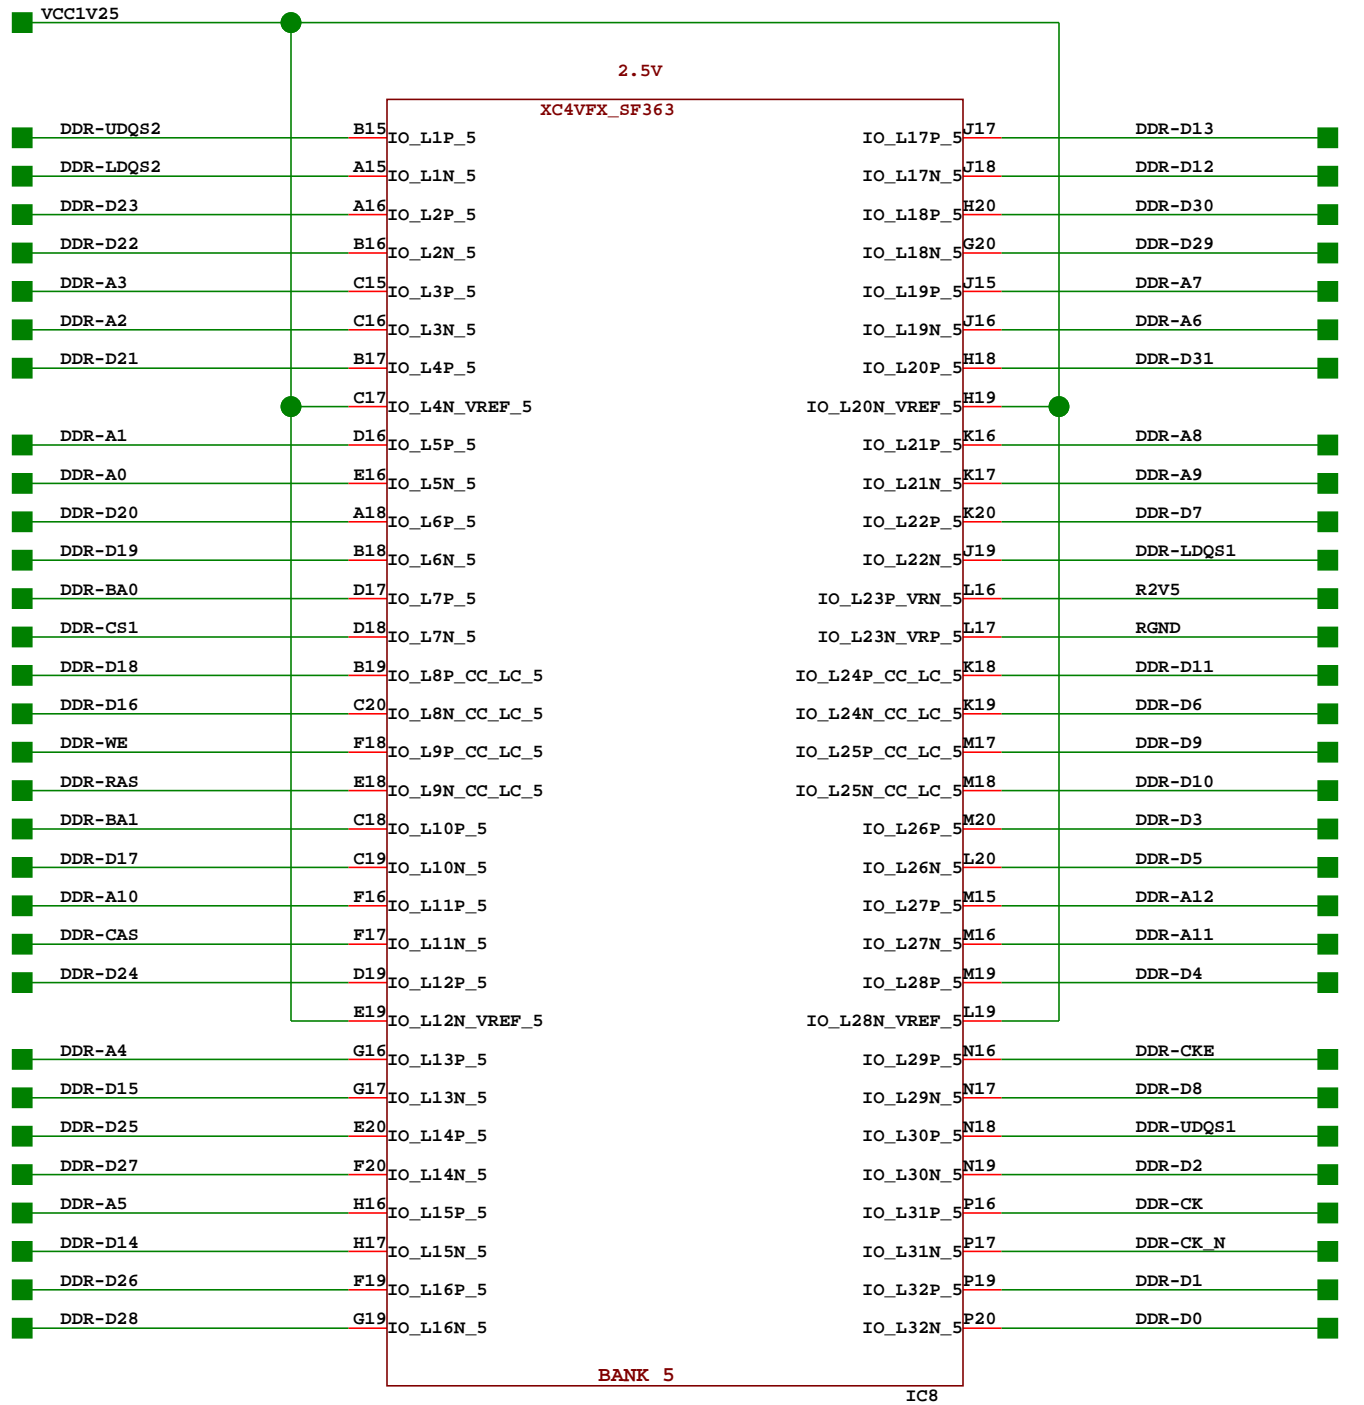 VCC1V25
2.5V
XC4VFX_SF363
DDR-UDQS2 B15 IO_L1P_5 IO_L17P_5 J17 DDR-D13
DDR-LDQS2 A15 IO_L1N_5 IO_L17N_5 J18 DDR-D12
DDR-D23 A16 IO_L2P_5 IO_L18P_5 H20 DDR-D30
DDR-D22 B16 IO_L2N_5 IO_L18N_5 G20 DDR-D29
DDR-A3 C15 IO_L3P_5 IO_L19P_5 J15 DDR-A7
DDR-A2 C16 IO_L3N_5 IO_L19N_5 J16 DDR-A6
DDR-D21 B17 IO_L4P_5 IO_L20P_5 H18 DDR-D31
C17 IO_L4N_VREF_5 IO_L20N_VREF_5 H19
DDR-A1 D16 IO_L5P_5 IO_L21P_5 K16 DDR-A8
DDR-A0 E16 IO_L5N_5 IO_L21N_5 K17 DDR-A9
DDR-D20 A18 IO_L6P_5 IO_L22P_5 K20 DDR-D7
DDR-D19 B18 IO_L6N_5 IO_L22N_5 J19 DDR-LDQS1
DDR-BA0 D17 IO_L7P_5 IO_L23P_VRN_5 L16 R2V5
DDR-CS1 D18 IO_L7N_5 IO_L23N_VRP_5 L17 RGND
DDR-D18 B19 IO_L8P_CC_LC_5 IO_L24P_CC_LC_5 K18 DDR-D11
DDR-D16 C20 IO_L8N_CC_LC_5 IO_L24N_CC_LC_5 K19 DDR-D6
DDR-WE F18 IO_L9P_CC_LC_5 IO_L25P_CC_LC_5 M17 DDR-D9
DDR-RAS E18 IO_L9N_CC_LC_5 IO_L25N_CC_LC_5 M18 DDR-D10
DDR-BA1 C18 IO_L10P_5 IO_L26P_5 M20 DDR-D3
DDR-D17 C19 IO_L10N_5 IO_L26N_5 L20 DDR-D5
DDR-A10 F16 IO_L11P_5 IO_L27P_5 M15 DDR-A12
DDR-CAS F17 IO_L11N_5 IO_L27N_5 M16 DDR-A11
DDR-D24 D19 IO_L12P_5 IO_L28P_5 M19 DDR-D4
E19 IO_L12N_VREF_5 IO_L28N_VREF_5 L19
DDR-A4 G16 IO_L13P_5 IO_L29P_5 N16 DDR-CKE
DDR-D15 G17 IO_L13N_5 IO_L29N_5 N17 DDR-D8
DDR-D25 E20 IO_L14P_5 IO_L30P_5 N18 DDR-UDQS1
DDR-D27 F20 IO_L14N_5 IO_L30N_5 N19 DDR-D2
DDR-A5 H16 IO_L15P_5 IO_L31P_5 P16 DDR-CK
DDR-D14 H17 IO_L15N_5 IO_L31N_5 P17 DDR-CK_N
DDR-D26 F19 IO_L16P_5 IO_L32P_5 P19 DDR-D1
DDR-D28 G19 IO_L16N_5 IO_L32N_5 P20 DDR-D0
BANK 5
IC8